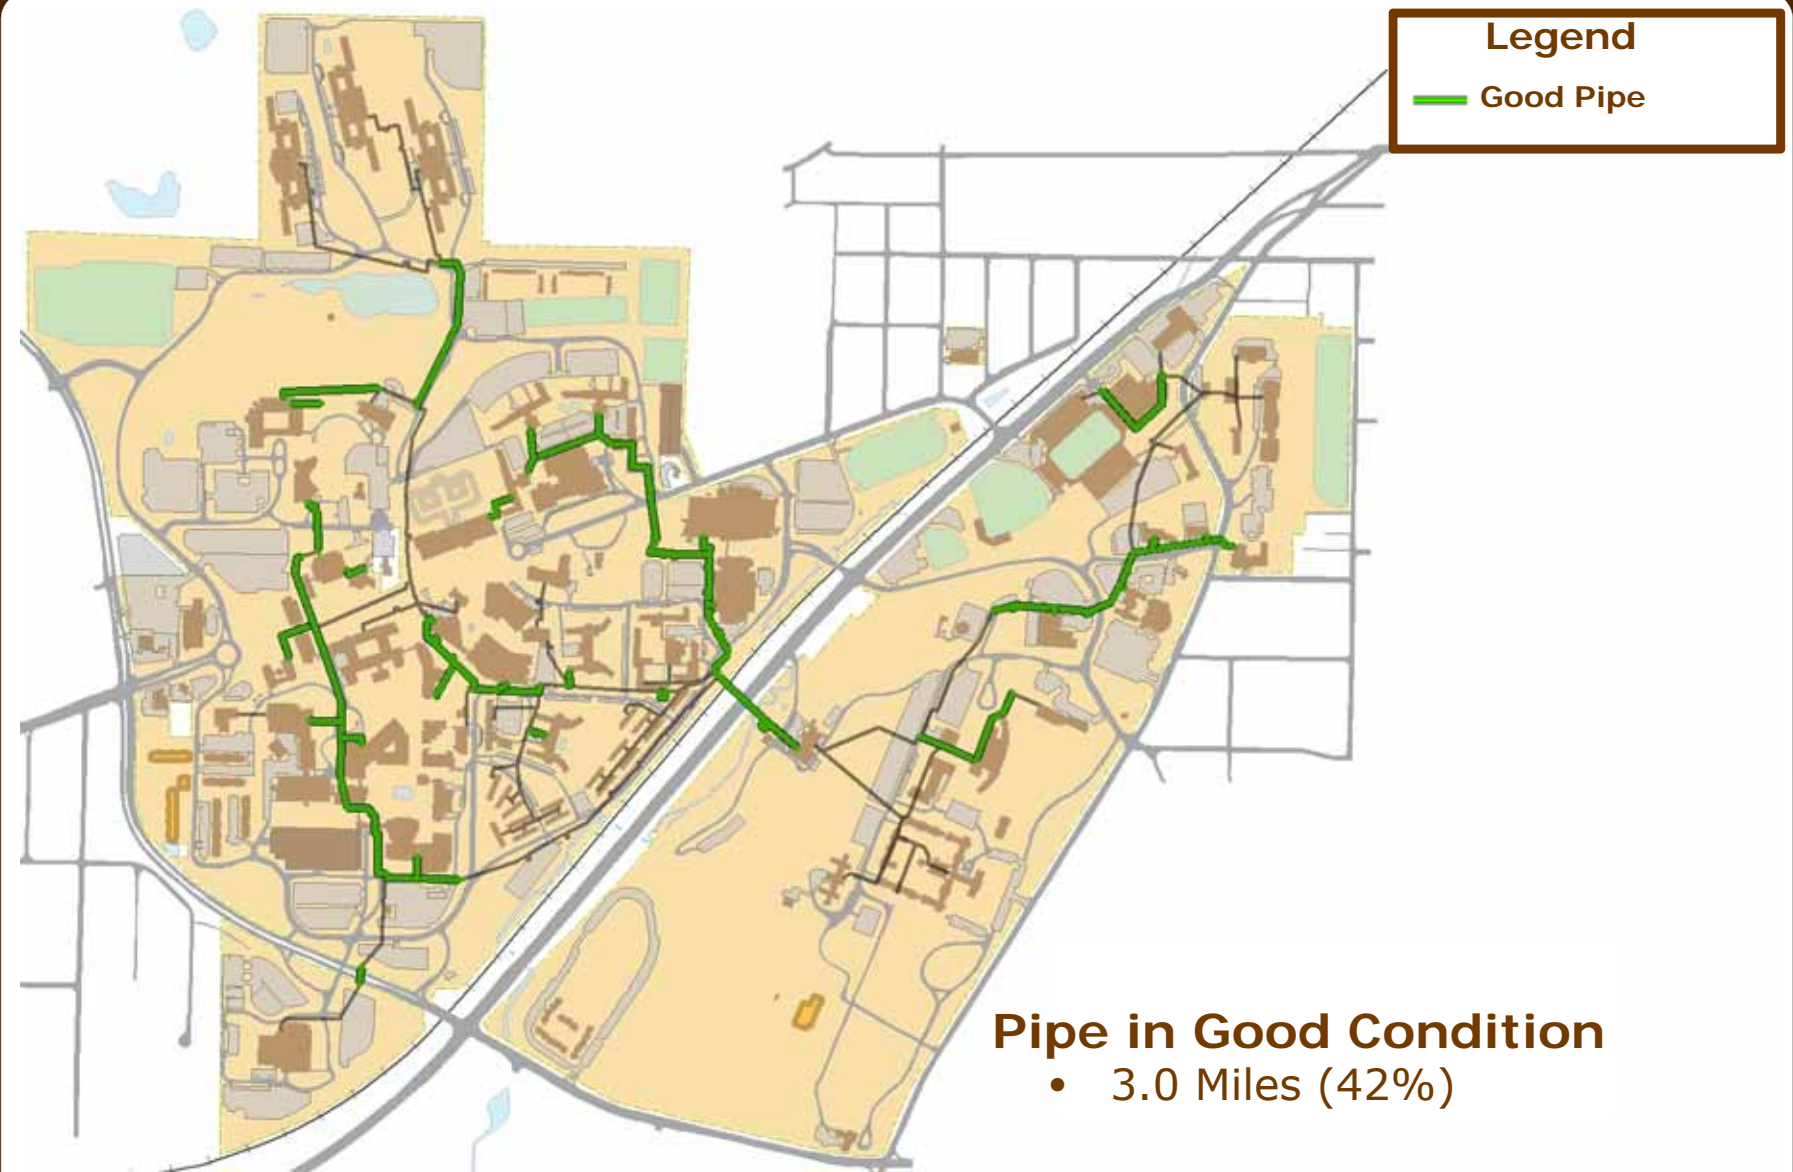 Legend
Good Pipe
Pipe in Good Condition
• 3.0 Miles (42%)